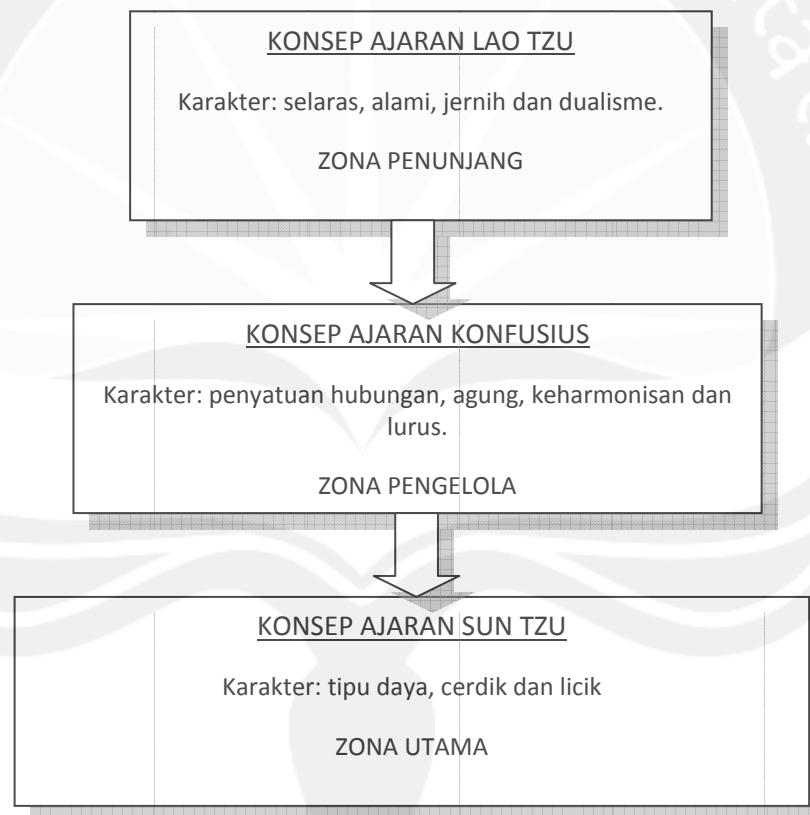 KONSEP AJARAN LAO TZU
Karakter: selaras, alami, jernih dan dualisme.
ZONA PENUNJANG
KONSEP AJARAN KONFUSIUS
Karakter: penyatuan hubungan, agung, keharmonisan dan
lurus.
ZONA PENGELOLA
KONSEP AJARAN SUN TZU
Karakter: tipu daya, cerdik dan licik
ZONA UTAMA